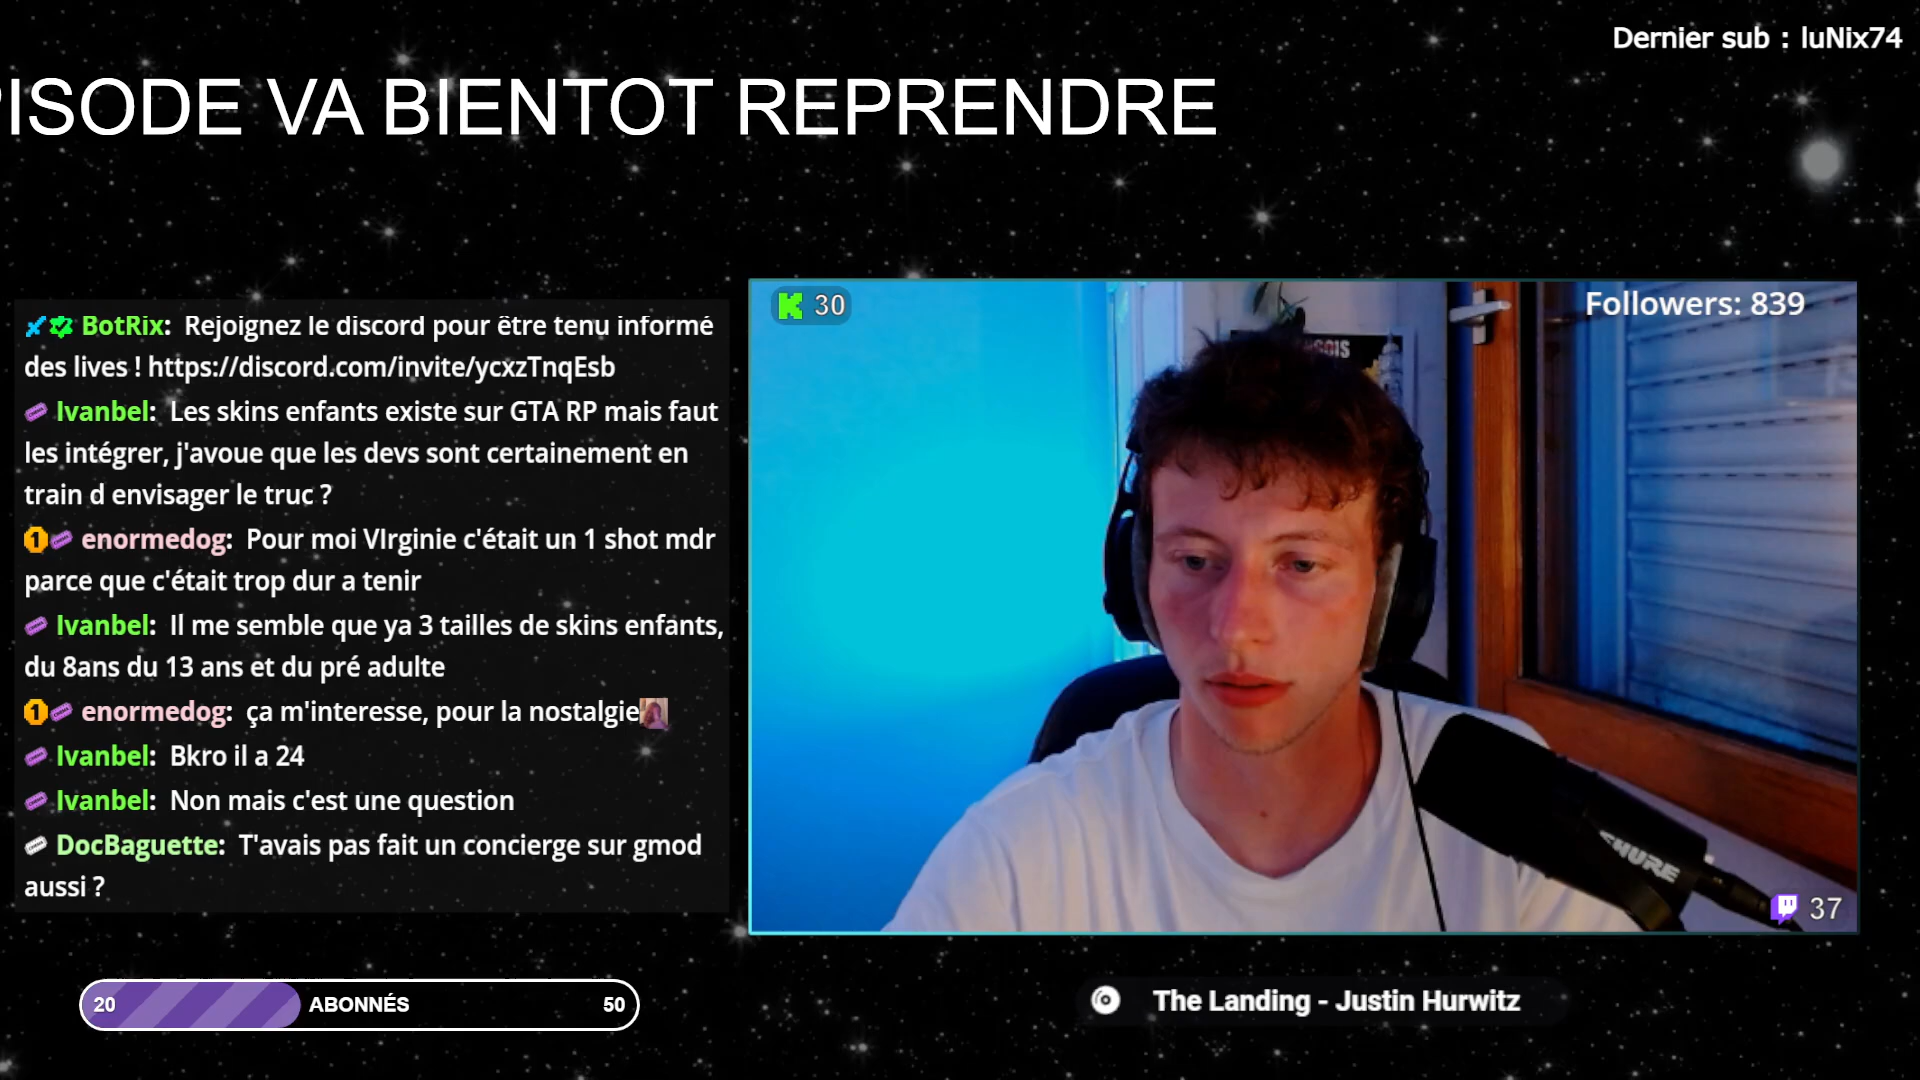 Dernier sub : luNix74
PISODE VA BIENTOT REPRENDRE
BotRix: Rejoignez le discord pour être tenu informé
des lives ! https://discord.com/invite/ycxzTnqEsb
Ivanbel: Les skins enfants existe sur GTA RP mais faut
les intégrer, j'avoue que les devs sont certainement en
train d envisager le truc ?
enormedog: Pour moi VIrginie c'était un 1 shot mdr
parce que c'était trop dur a tenir
Ivanbel: Il me semble que ya 3 tailles de skins enfants,
du 8ans du 13 ans et du pré adulte
enormedog: ça m'interesse, pour la nostalgie
Ivanbel: Bkro il a 24
Ivanbel: Non mais c'est une question
DocBaguette: T'avais pas fait un concierge sur gmod
aussi ?
30
Followers: 839
SHURE
37
20 ABONNÉS 50
The Landing - Justin Hurwitz